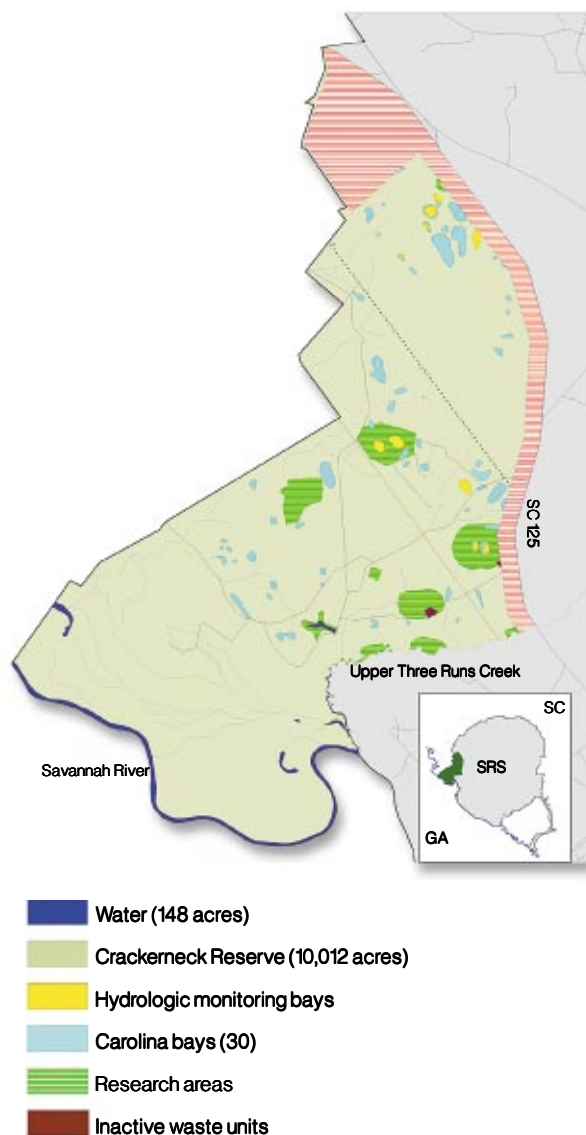 SC 125
Upper Three Runs Creek
SC
SRS
GA
Savannah River
Water (148 acres)
Crackerneck Reserve (10,012 acres)
Hydrologic monitoring bays
Carolina bays (30)
Research areas
Inactive waste units